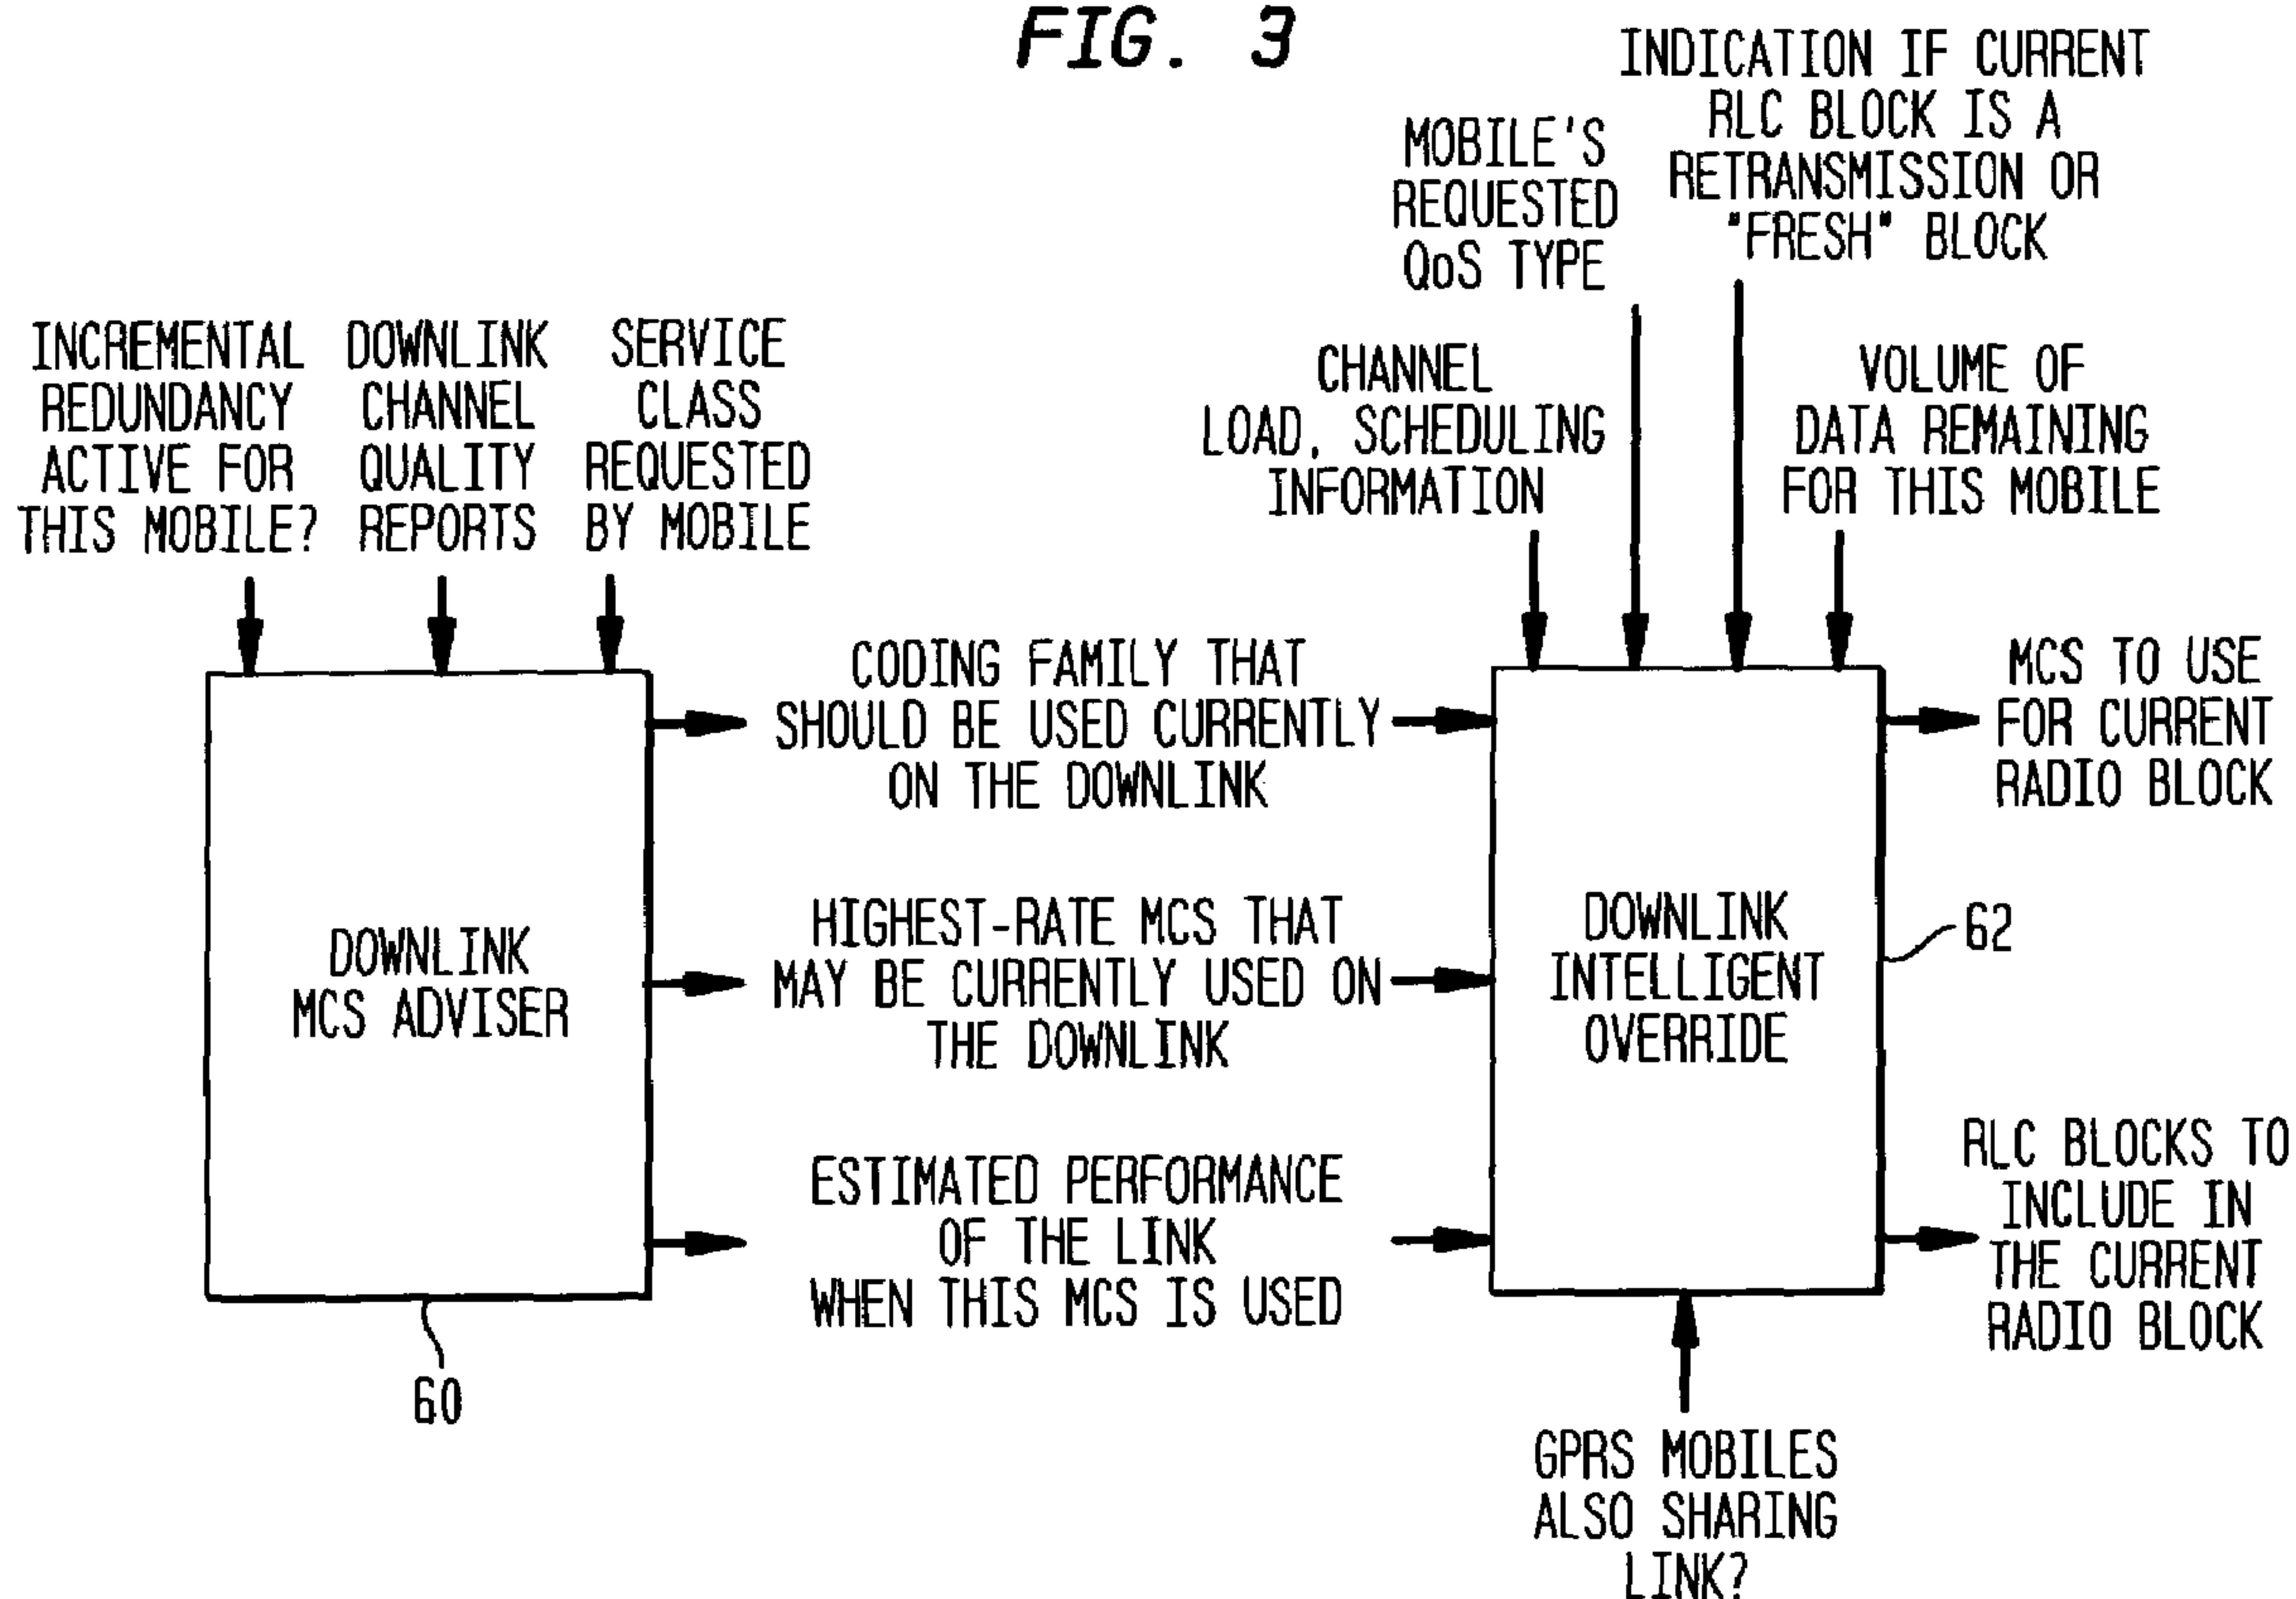 FIG. 3
INDICATION IF CURRENT
RLC BLOCK IS A
RETRANSMISSION OR
"FRESH" BLOCK
MOBILE'S
REQUESTED
QoS TYPE
CHANNEL
LOAD, SCHEDULING
INFORMATION
VOLUME OF
DATA REMAINING
FOR THIS MOBILE
INCREMENTAL
REDUNDANCY
ACTIVE FOR
THIS MOBILE?
DOWNLINK
CHANNEL
QUALITY
REPORTS
SERVICE
CLASS
REQUESTED
BY MOBILE
DOWNLINK
MCS ADVISER
60
CODING FAMILY THAT
SHOULD BE USED CURRENTLY
ON THE DOWNLINK
HIGHEST-RATE MCS THAT
MAY BE CURRENTLY USED ON
THE DOWNLINK
ESTIMATED PERFORMANCE
OF THE LINK
WHEN THIS MCS IS USED
DOWNLINK
INTELLIGENT
OVERRIDE
62
MCS TO USE
FOR CURRENT
RADIO BLOCK
RLC BLOCKS TO
INCLUDE IN
THE CURRENT
RADIO BLOCK
GPRS MOBILES
ALSO SHARING
LINK?